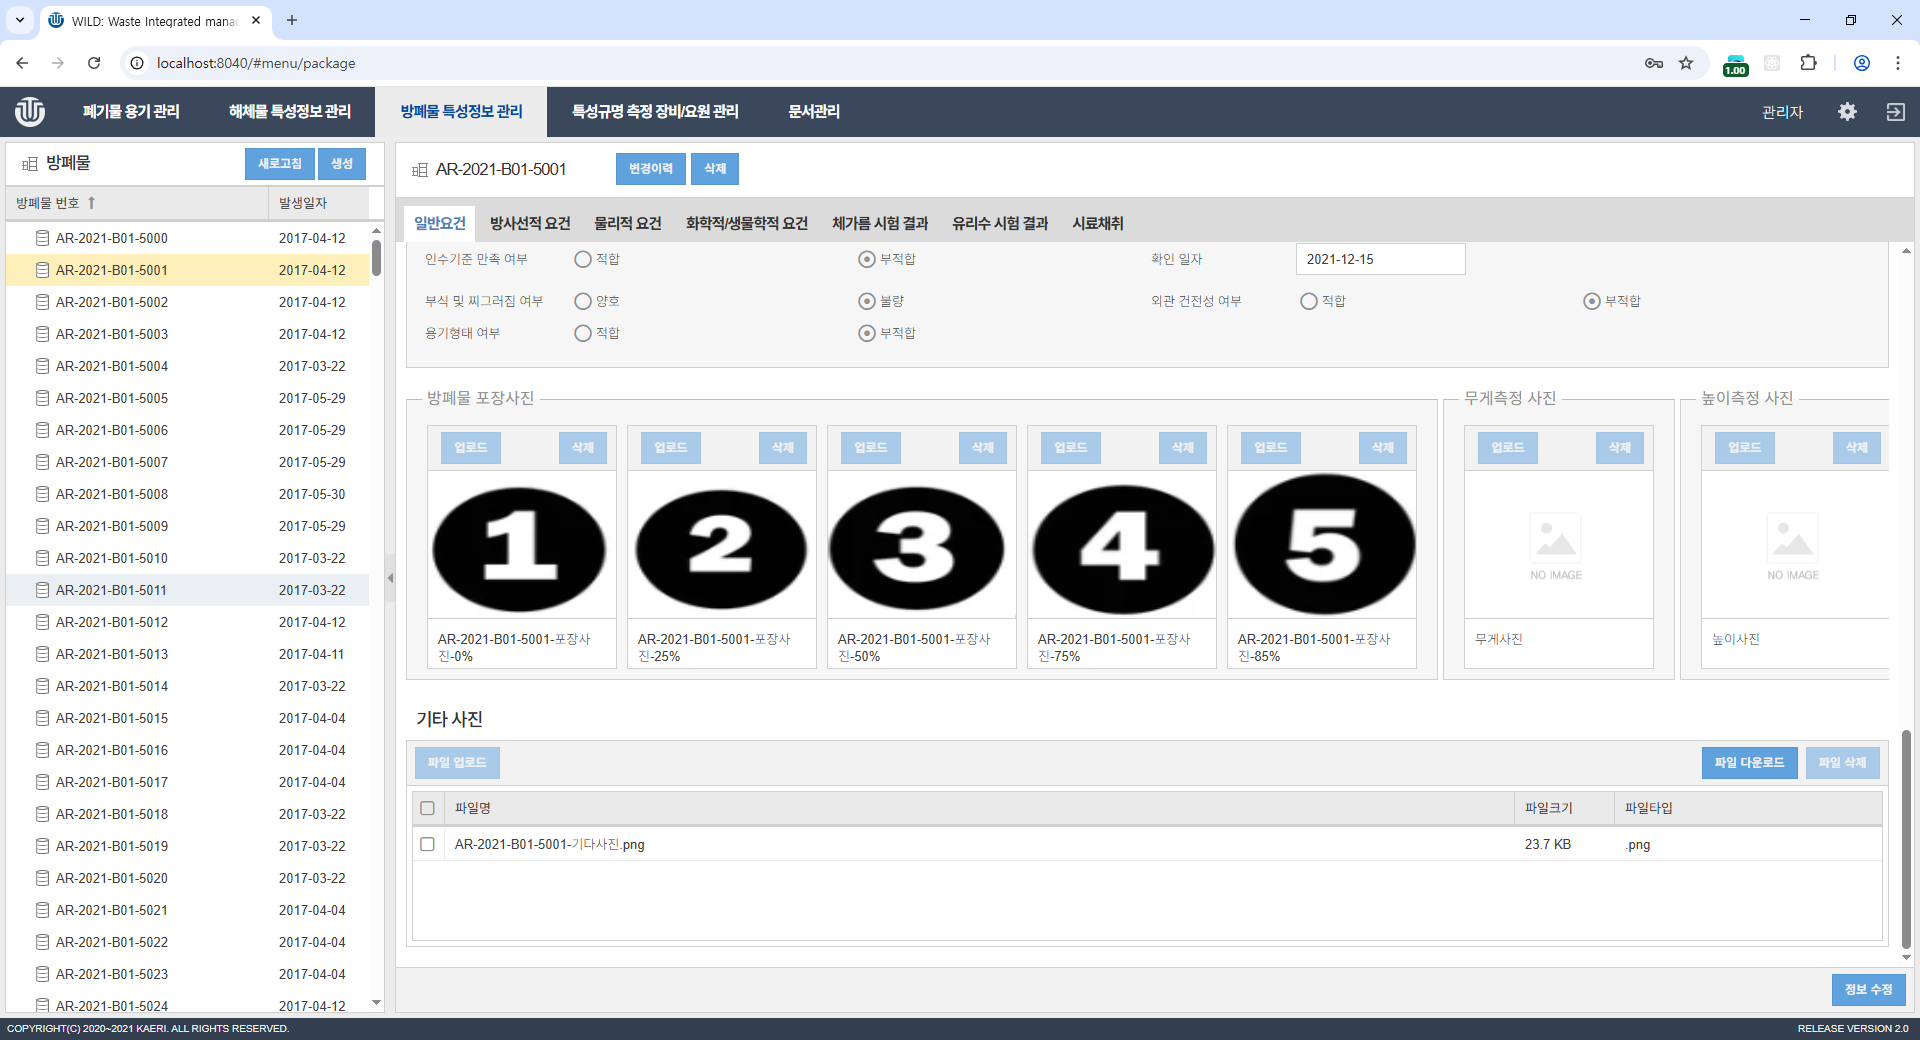 WILD: Waste Integrated mana
localhost:8040/#menu/package
1.00
폐기물 용기 관리
해체물 특성정보 관리
방폐물 특성정보 관리
특성규명 측정 장비/요원 관리
문서관리
관리자
방폐물
새로고침
생성
방폐물 번호
발생일자
AR-2021-B01-5000 2017-04-12
AR-2021-B01-5001 2017-04-12
AR-2021-B01-5002 2017-04-12
AR-2021-B01-5003 2017-04-12
AR-2021-B01-5004 2017-03-22
AR-2021-B01-5005 2017-05-29
AR-2021-B01-5006 2017-05-29
AR-2021-B01-5007 2017-05-29
AR-2021-B01-5008 2017-05-30
AR-2021-B01-5009 2017-05-29
AR-2021-B01-5010 2017-03-22
AR-2021-B01-5011 2017-03-22
AR-2021-B01-5012 2017-04-12
AR-2021-B01-5013 2017-04-11
AR-2021-B01-5014 2017-03-22
AR-2021-B01-5015 2017-04-04
AR-2021-B01-5016 2017-04-04
AR-2021-B01-5017 2017-04-04
AR-2021-B01-5018 2017-03-22
AR-2021-B01-5019 2017-03-22
AR-2021-B01-5020 2017-03-22
AR-2021-B01-5021 2017-04-04
AR-2021-B01-5022 2017-04-04
AR-2021-B01-5023 2017-04-04
AR-2021-B01-5024 2017-04-12
AR-2021-B01-5001
변경이력
삭제
일반요건
방사선적 요건
물리적 요건
화학적/생물학적 요건
체가름 시험 결과
유리수 시험 결과
시료채취
인수기준 만족 여부 적합 부적합 확인 일자 2021-12-15
부식 및 찌그러짐 여부 양호 불량 외관 건전성 여부 적합 부적합
용기형태 여부 적합 부적합
방폐물 포장사진
업로드 삭제
업로드 삭제
업로드 삭제
업로드 삭제
업로드 삭제
1
2
3
4
5
AR-2021-B01-5001-포장사
진-0%
AR-2021-B01-5001-포장사
진-25%
AR-2021-B01-5001-포장사
진-50%
AR-2021-B01-5001-포장사
진-75%
AR-2021-B01-5001-포장사
진-85%
무게측정 사진
업로드 삭제
NO IMAGE
무게사진
높이측정 사진
업로드 삭제
NO IMAGE
높이사진
기타 사진
파일 업로드
파일 다운로드
파일 삭제
파일명 파일크기 파일타입
AR-2021-B01-5001-기타사진.png 23.7 KB .png
정보 수정
COPYRIGHT(C) 2020~2021 KAERI. ALL RIGHTS RESERVED.
RELEASE VERSION 2.0